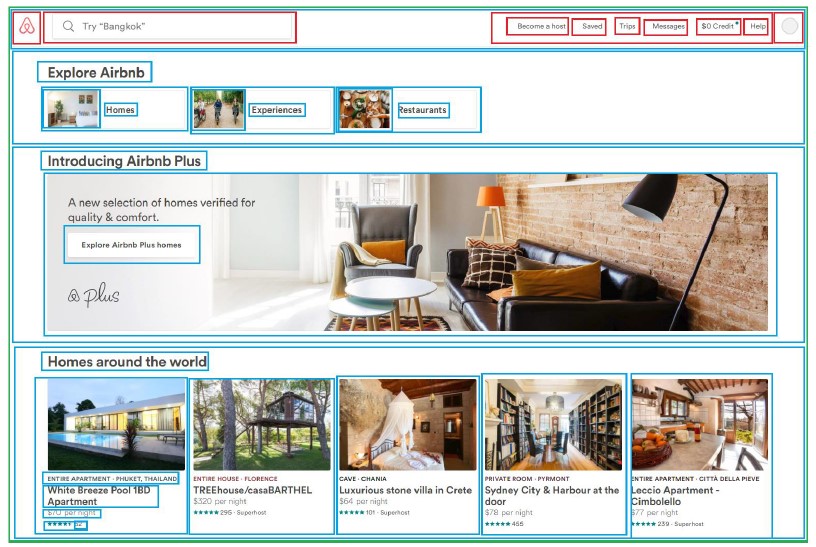 Try “Bangkok”
Become a host Saved Trips Messages $0 Credit Help
Explore Airbnb
Homes Experiences Restaurants
Introducing Airbnb Plus
A new selection of homes verified for
quality & comfort.
Explore Airbnb Plus homes
plus
Homes around the world
ENTIRE APARTMENT · PHUKET, THAILAND
White Breeze Pool 1BD
Apartment
$70 per night
52
ENTIRE HOUSE · FLORENCE
TREEhouse/casaBARTHEL
$320 per night
295 · Superhost
CAVE · CHANIA
Luxurious stone villa in Crete
$64 per night
101 · Superhost
PRIVATE ROOM · PYRMONT
Sydney City & Harbour at the
door
$78 per night
455
ENTIRE APARTMENT · CITTÀ DELLA PIEVE
Leccio Apartment -
Cimbolello
$77 per night
239 · Superhost